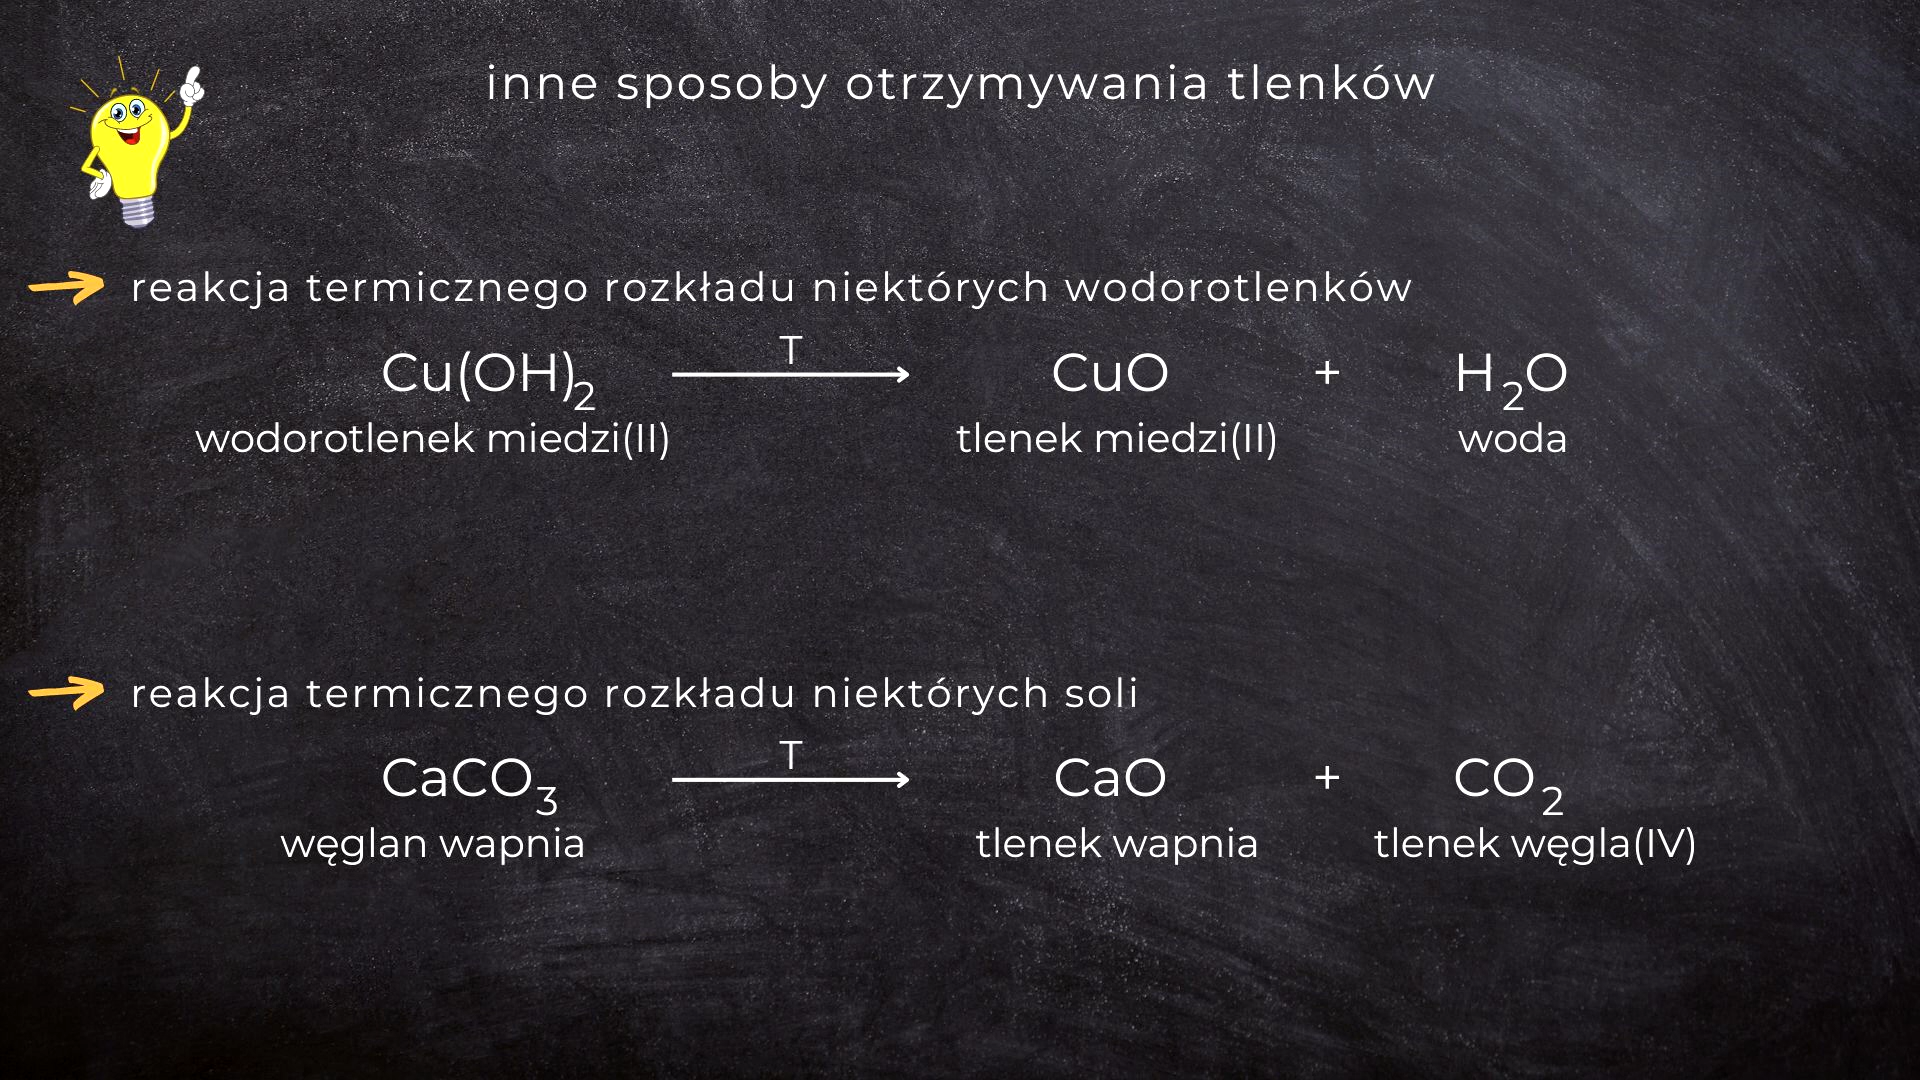 inne sposoby otrzymywania tlenków
reakcja termicznego rozkładu niektórych wodorotlenków
T
Cu(OH)₂ → CuO + H₂O
wodorotlenek miedzi(II) tlenek miedzi(II) woda
reakcja termicznego rozkładu niektórych soli
T
CaCO₃ → CaO + CO₂
węglan wapnia tlenek wapnia tlenek węgla(IV)